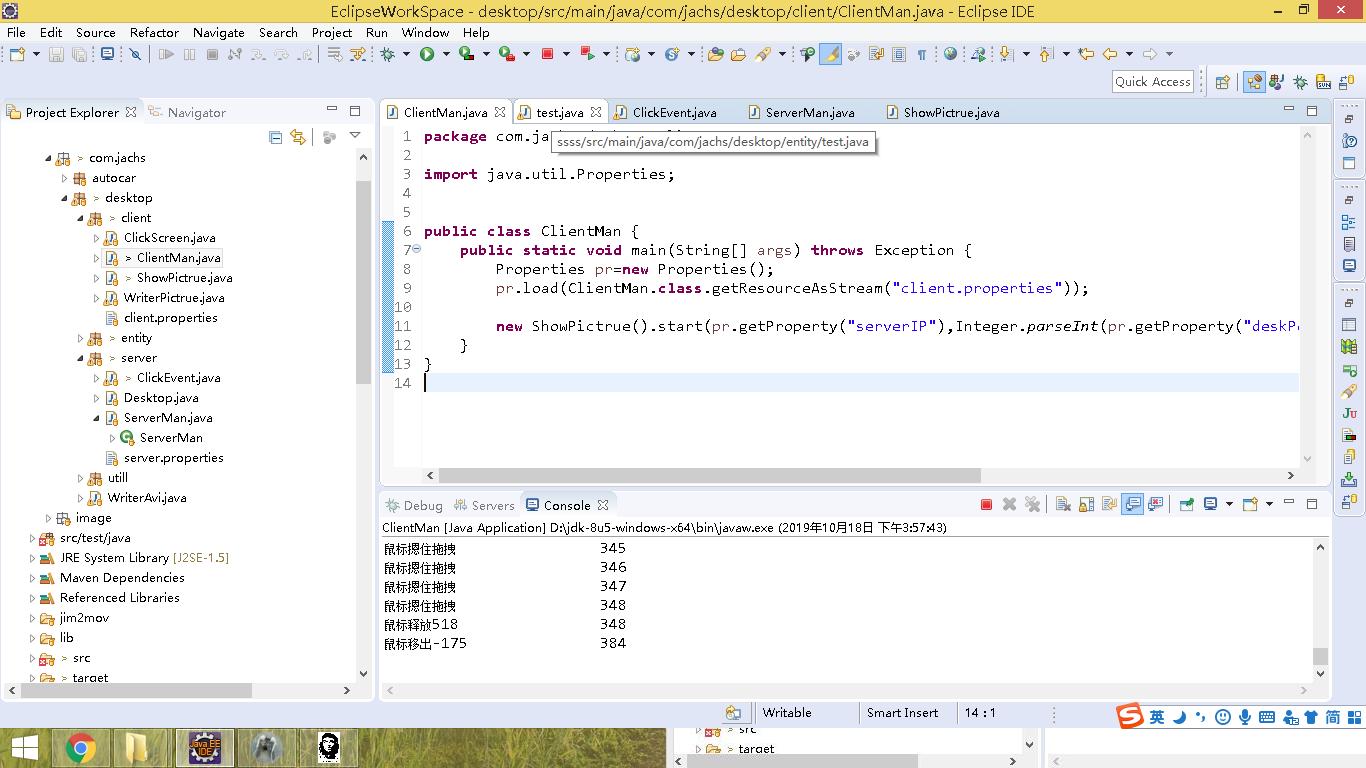 EclipseWorkSpace - desktop/src/main/java/com/jachs/desktop/client/ClientMan.java - Eclipse IDE
File Edit Source Refactor Navigate Search Project Run Window Help
Quick Access
Project Explorer Navigator
com.jachs
autocar
> desktop
> client
ClickScreen.java
> ClientMan.java
> ShowPictrue.java
WriterPictrue.java
client.properties
> entity
> server
> ClickEvent.java
Desktop.java
ServerMan.java
ServerMan
server.properties
utill
WriterAvi.java
image
src/test/java
JRE System Library [J2SE-1.5]
Maven Dependencies
Referenced Libraries
jim2mov
lib
> src
> target
ClientMan.java test.java ClickEvent.java ServerMan.java ShowPictrue.java
ssss/src/main/java/com/jachs/desktop/entity/test.java
1 package com.ja
2
3 import java.util.Properties;
4
5
6 public class ClientMan {
7 public static void main(String[] args) throws Exception {
8 Properties pr=new Properties();
9 pr.load(ClientMan.class.getResourceAsStream("client.properties"));
10
11 new ShowPictrue().start(pr.getProperty("serverIP"),Integer.parseInt(pr.getProperty("deskP
12 }
13 }
14
Debug Servers Console
ClientMan [Java Application] D:\jdk-8u5-windows-x64\bin\javaw.exe (2019年10月18日 下午3:57:43)
鼠标摁住拖拽 345
鼠标摁住拖拽 346
鼠标摁住拖拽 347
鼠标摁住拖拽 348
鼠标释放518 348
鼠标移出-175 384
Writable Smart Insert 14 : 1
英 简
Java EE IDE
> src
> target